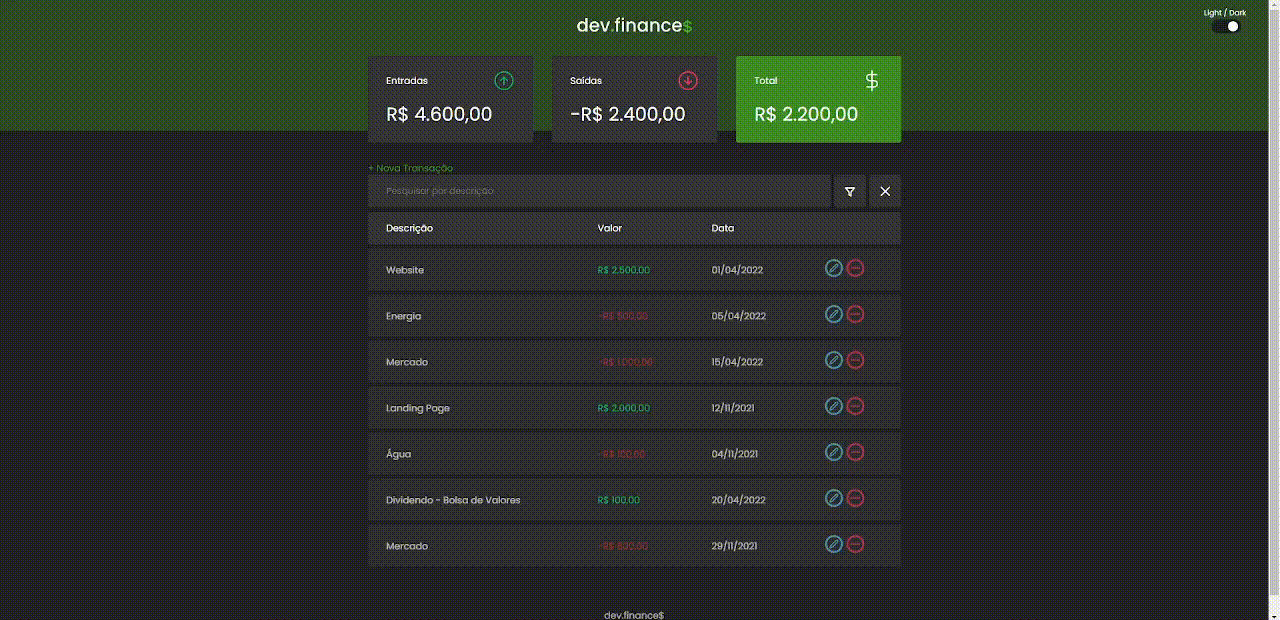 Light / Dark
dev.finance$
Entradas
R$ 4.600,00
Saídas
-R$ 2.400,00
Total
R$ 2.200,00
+ Nova Transação
Pesquisar por descrição
Descrição Valor Data
Website R$ 2.500,00 01/04/2022
Energia -R$ 500,00 05/04/2022
Mercado -R$ 1.000,00 15/04/2022
Landing Page R$ 2.000,00 12/11/2021
Água -R$ 100,00 04/11/2021
Dividendo - Bolsa de Valores R$ 100,00 20/04/2022
Mercado -R$ 800,00 29/11/2021
dev.finance$